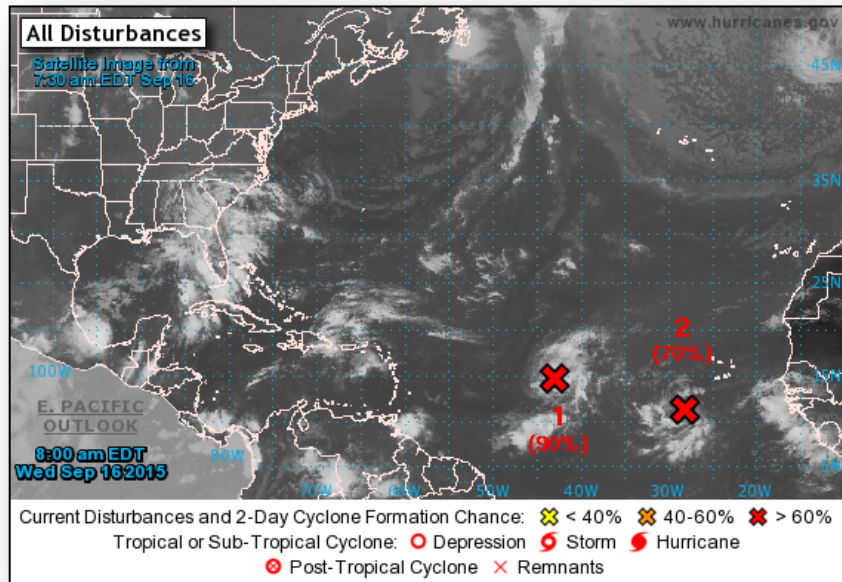 All Disturbances
www.hurricanes.gov
Satellite Image from
7:30 am EDT Sep 16
45N
35N
25N
2
(70%)
100W
15N
E. PACIFIC
OUTLOOK
1
(90%)
8:00 am EDT
Wed Sep 16 2015
80W
5N
70W
60W
50W
40W
30W
20W
10W
Current Disturbances and 2-Day Cyclone Formation Chance: < 40% 40-60% > 60%
Tropical or Sub-Tropical Cyclone: Depression Storm Hurricane
Post-Tropical Cyclone Remnants